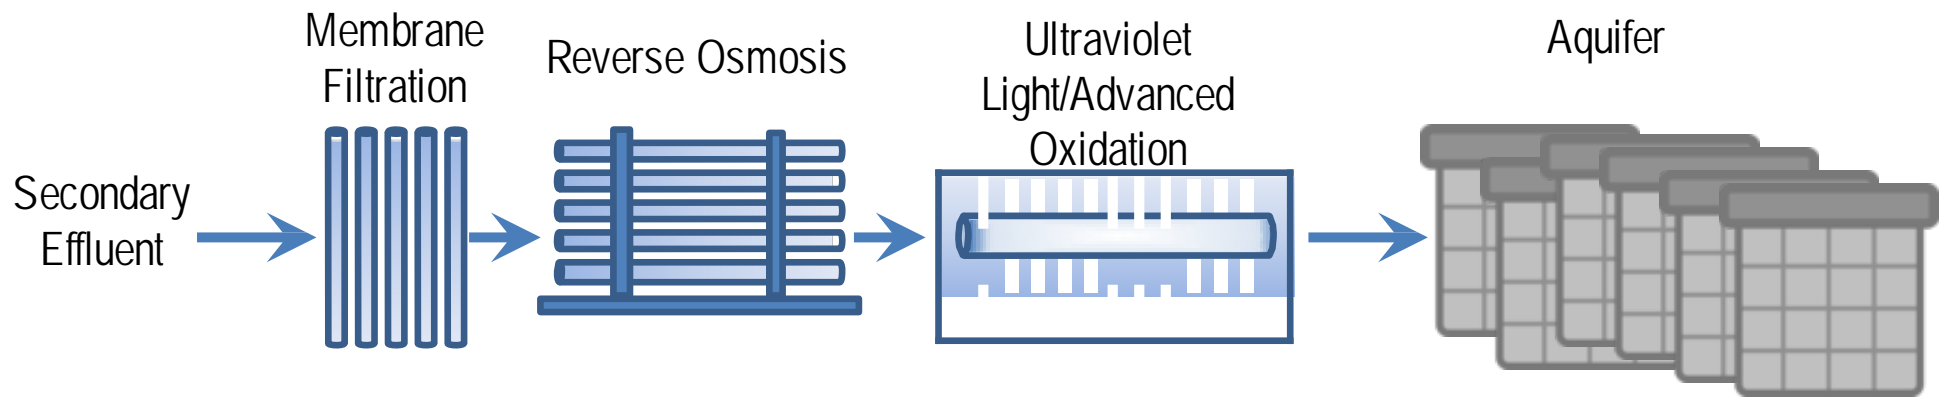 Secondary
Effluent
Membrane
Filtration
Reverse Osmosis
Ultraviolet
Light/Advanced
Oxidation
Aquifer